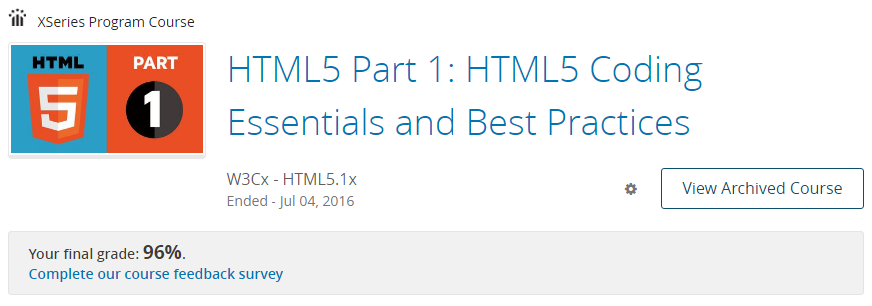 XSeries Program Course
HTML
5
PART
1
HTML5 Part 1: HTML5 Coding
Essentials and Best Practices
W3Cx - HTML5.1x
Ended - Jul 04, 2016
View Archived Course
Your final grade: 96%.
Complete our course feedback survey